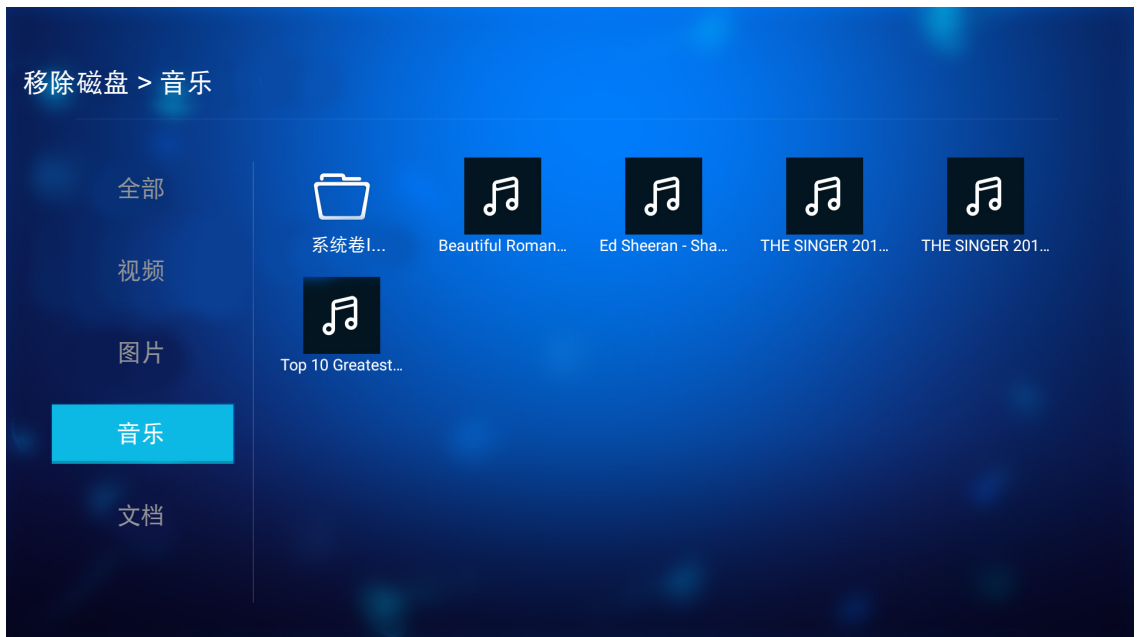 移除磁盘 > 音乐
全部
视频
图片
音乐
文档
系统卷I...
Beautiful Roman...
Ed Sheeran - Sha...
THE SINGER 201...
THE SINGER 201...
Top 10 Greatest...